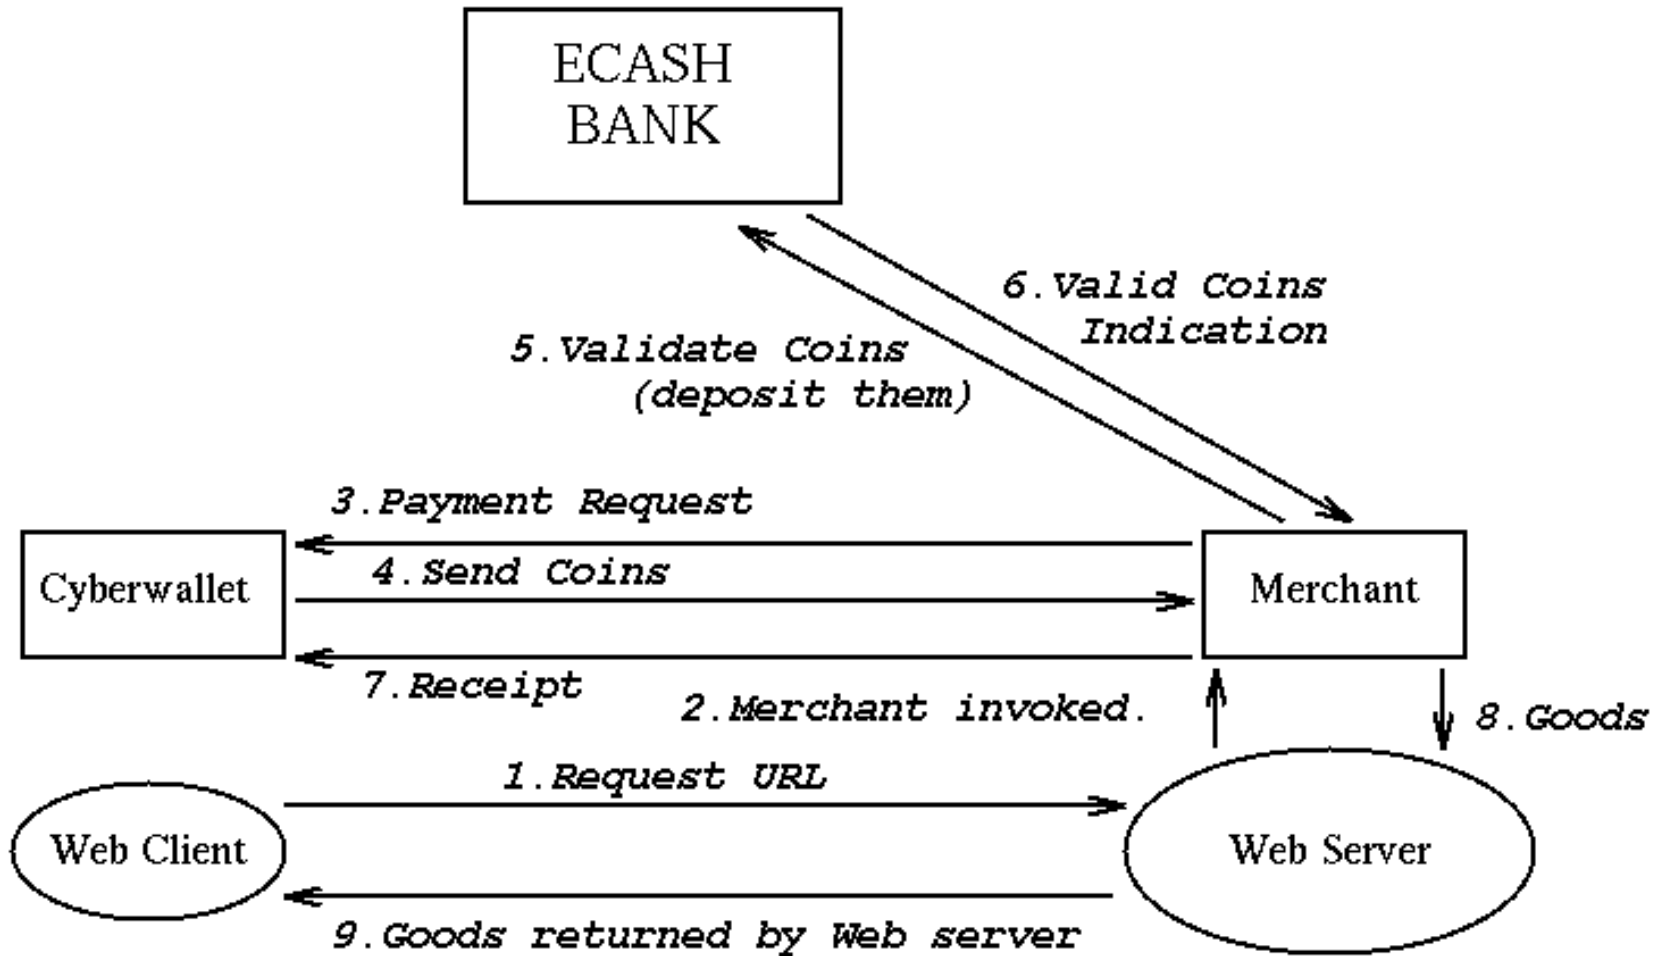 ECASH
BANK
6.Valid Coins
Indication
5.Validate Coins
(deposit them)
3.Payment Request
4.Send Coins
Cyberwallet
Merchant
7.Receipt
2.Merchant invoked.
8.Goods
1.Request URL
Web Client
Web Server
9.Goods returned by Web server